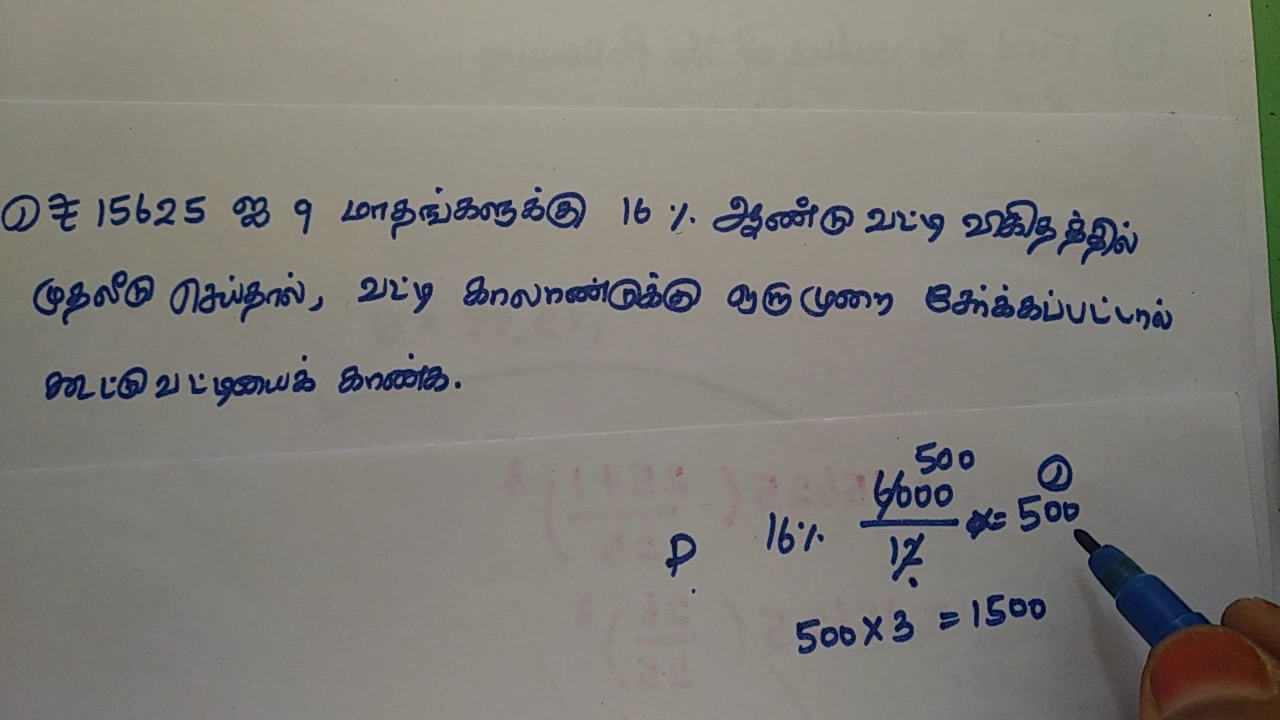 ① ₹ 15625 ஐ 9 மாதங்களுக்கு 16 % ஆண்டு வட்டி விகிதத்தில்
முதலீடு செய்தால், வட்டி காலாண்டுக்கு ஒரு முறை சேர்க்கப்பட்டால்
கூட்டு வட்டியைக் காண்க.
500
6000 ①
P 16% = 500
12
500 × 3 = 1500